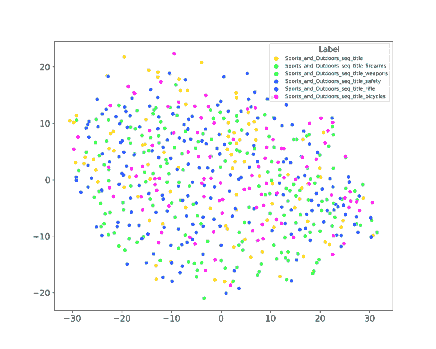 Label
Sports_and_Outdoors_seq_title
Sports_and_Outdoors_seq_title_firearms
Sports_and_Outdoors_seq_title_weapons
Sports_and_Outdoors_seq_title_safety
Sports_and_Outdoors_seq_title_rifle
Sports_and_Outdoors_seq_title_bicycles
20
10
0
−10
−20
−30 −20 −10 0 10 20 30